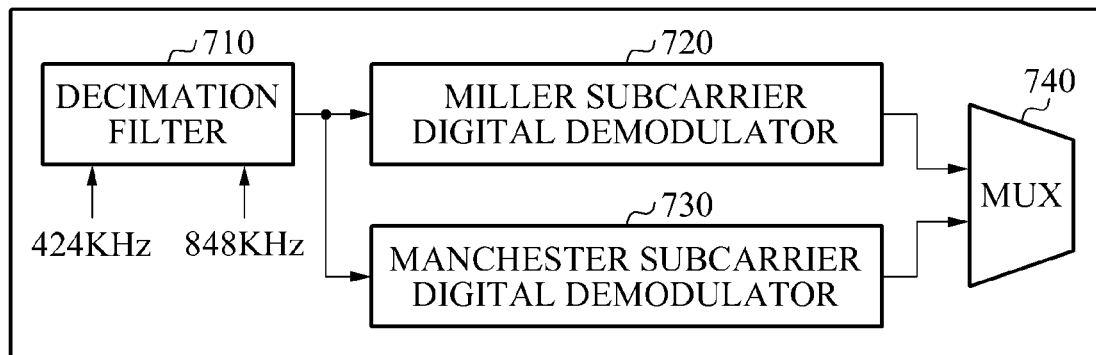 710
DECIMATION
FILTER
424KHz
848KHz
720
MILLER SUBCARRIER
DIGITAL DEMODULATOR
730
MANCHESTER SUBCARRIER
DIGITAL DEMODULATOR
740
MUX